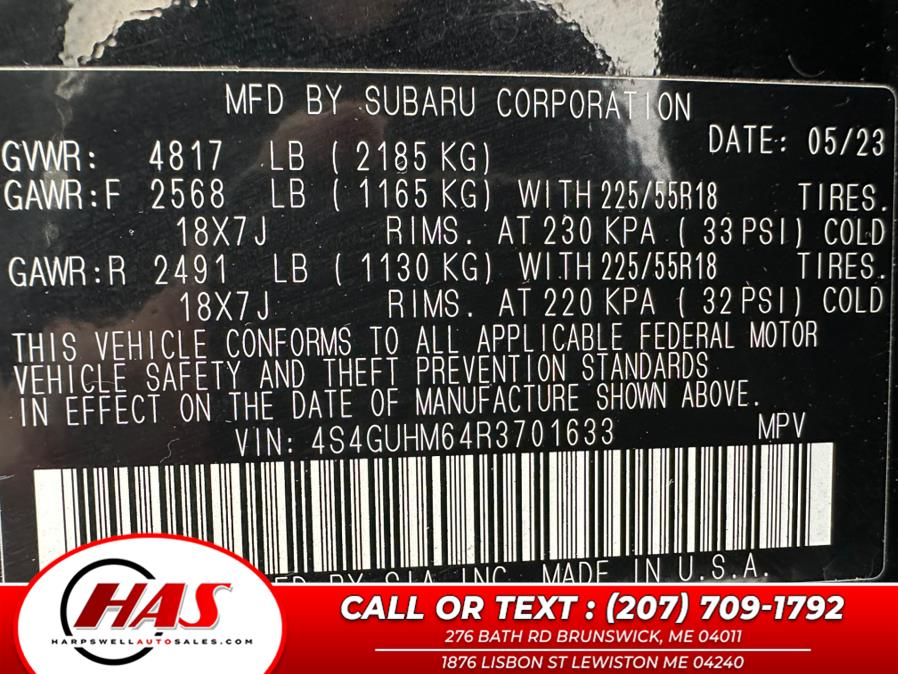 MFD BY SUBARU CORPORATION
DATE: 05/23
GVWR: 4817 LB ( 2185 KG)
GAWR:F 2568 LB ( 1165 KG) WITH 225/55R18 TIRES.
18X7J RIMS. AT 230 KPA ( 33 PSI) COLD
GAWR:R 2491 LB ( 1130 KG) WITH 225/55R18 TIRES.
18X7J RIMS. AT 220 KPA ( 32 PSI) COLD
THIS VEHICLE CONFORMS TO ALL APPLICABLE FEDERAL MOTOR
VEHICLE SAFETY AND THEFT PREVENTION STANDARDS
IN EFFECT ON THE DATE OF MANUFACTURE SHOWN ABOVE.
VIN: 4S4GUHM64R3701633 MPV
BY SIA INC. MADE IN U.S.A.
HAS
HARPSWELLAUTOSALES.COM
CALL OR TEXT : (207) 709-1792
276 BATH RD BRUNSWICK, ME 04011
1876 LISBON ST LEWISTON ME 04240